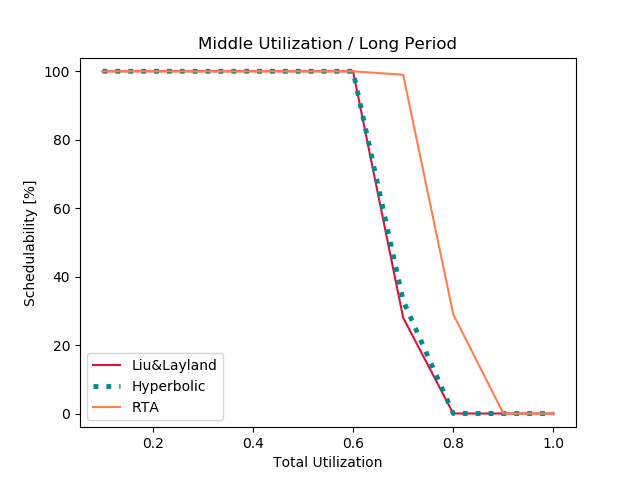 Middle Utilization / Long Period
Schedulability [%]
100
80
60
40
20
0
Liu&Layland
Hyperbolic
RTA
0.2 0.4 0.6 0.8 1.0
Total Utilization